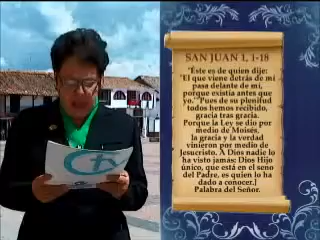 SAN JUAN 1, 1-18
"Éste es de quien dije:
"El que viene detrás de mí
pasa delante de mí,
porque existía antes que
yo."Pues de su plenitud
todos hemos recibido,
gracia tras gracia.
Porque la Ley se dio por
medio de Moisés,
la gracia y la verdad
vinieron por medio de
Jesucristo. A Dios nadie lo
ha visto jamás: Dios Hijo
único, que está en el seno
del Padre, es quien lo ha
dado a conocer.]
Palabra del Señor.